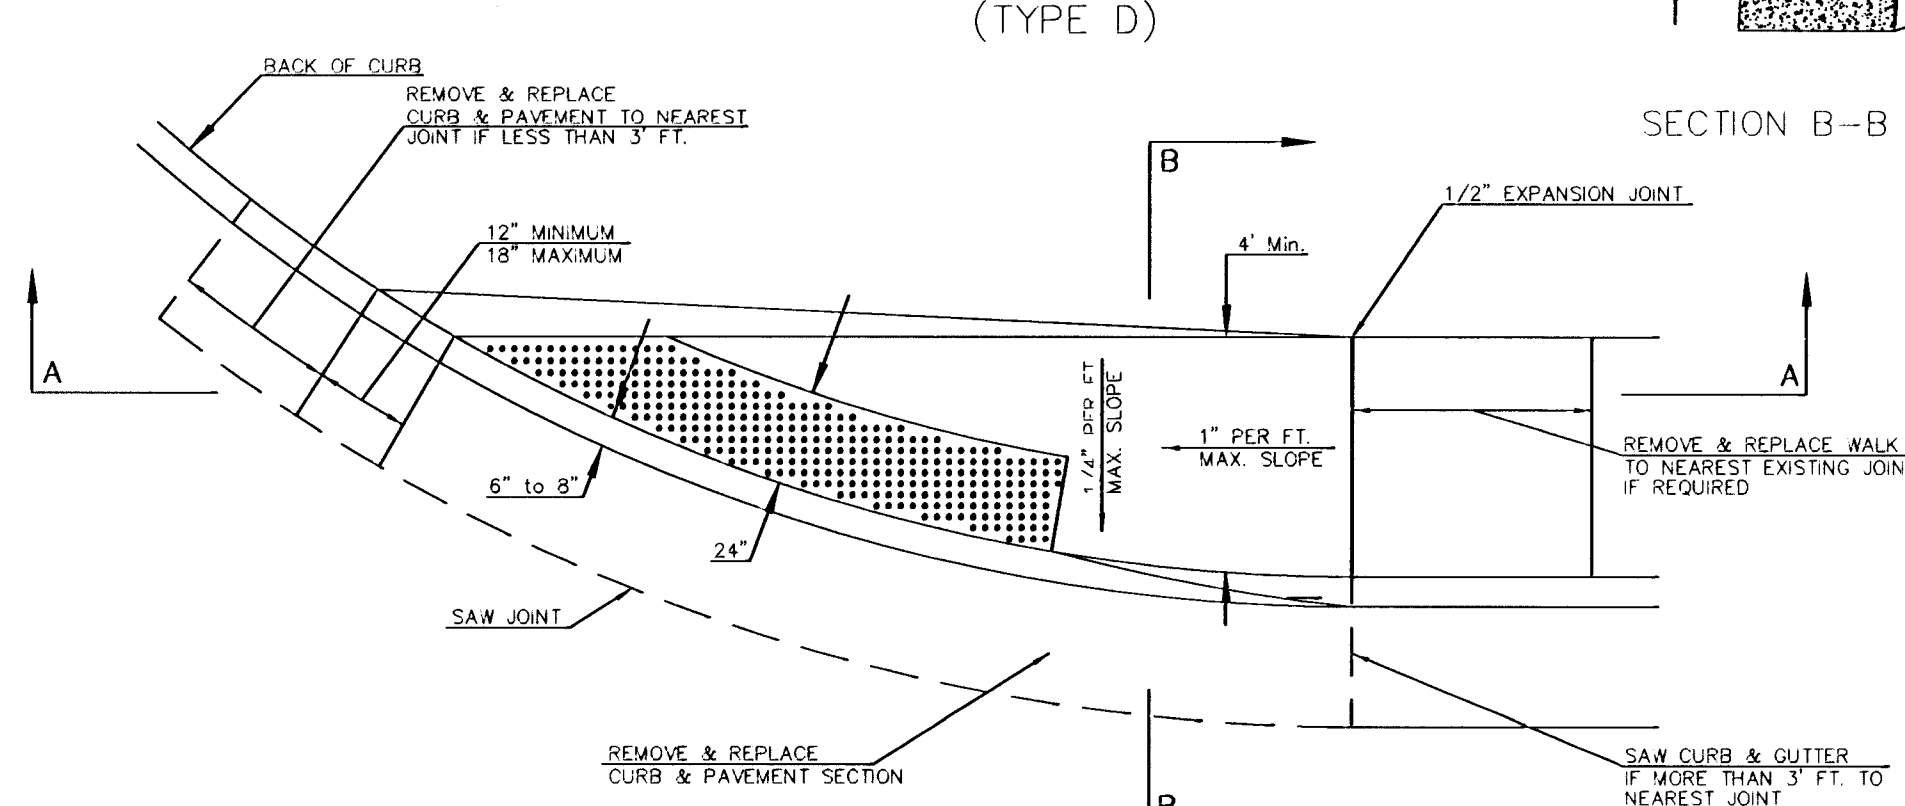 (TYPE D)
BACK OF CURB
REMOVE & REPLACE
CURB & PAVEMENT TO NEAREST
JOINT IF LESS THAN 3' FT.
SECTION B-B
B
1/2" EXPANSION JOINT
12" MINIMUM
18" MAXIMUM
4' Min.
A
A
1/4" PER FT
MAX. SLOPE
1" PER FT.
MAX. SLOPE
REMOVE & REPLACE WALK
TO NEAREST EXISTING JOIN
IF REQUIRED
6" to 8"
24"
SAW JOINT
REMOVE & REPLACE
CURB & PAVEMENT SECTION
SAW CURB & GUTTER
IF MORE THAN 3' FT. TO
NEAREST JOINT
B